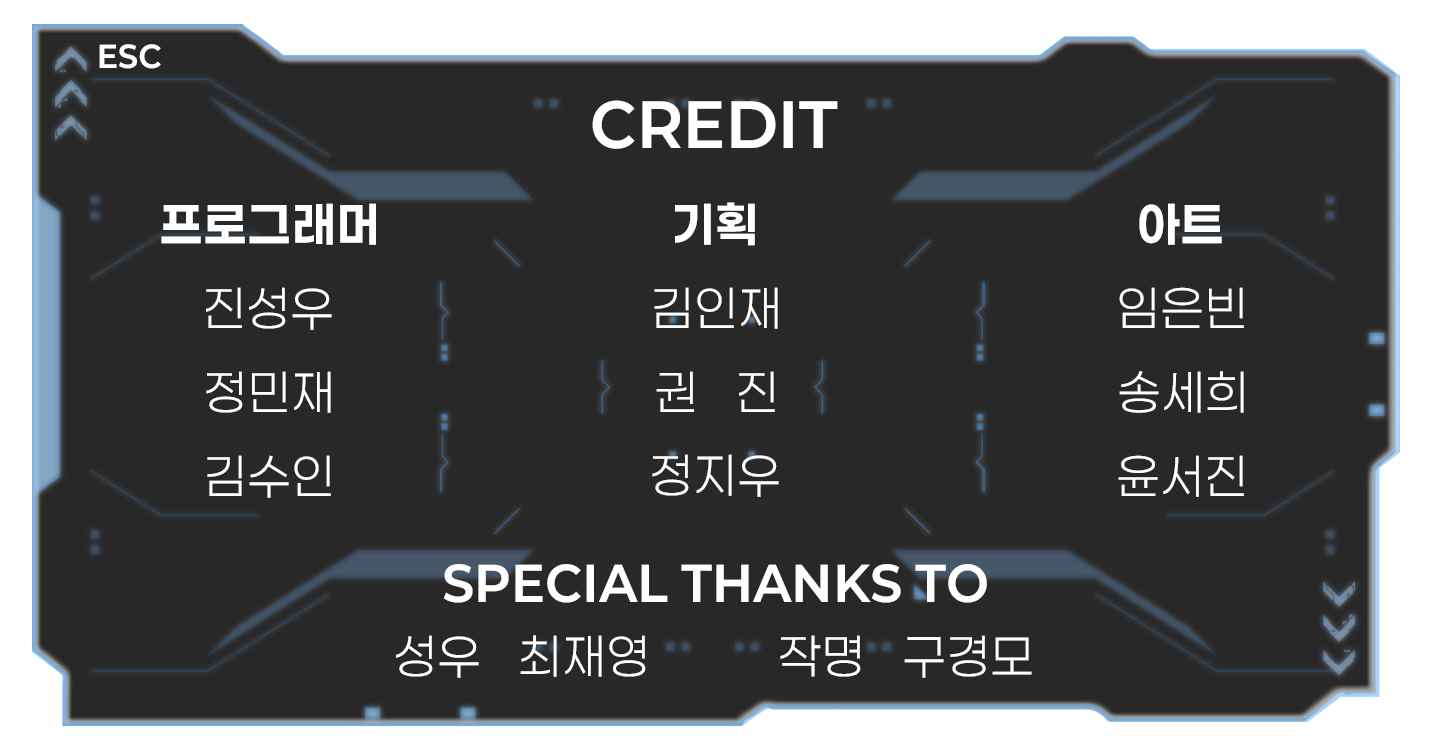 ESC
CREDIT
프로그래머 기획 아트
진성우 김인재 임은빈
정민재 권 진 송세희
김수인 정지우 윤서진
SPECIAL THANKS TO
성우 최재영 작명 구경모